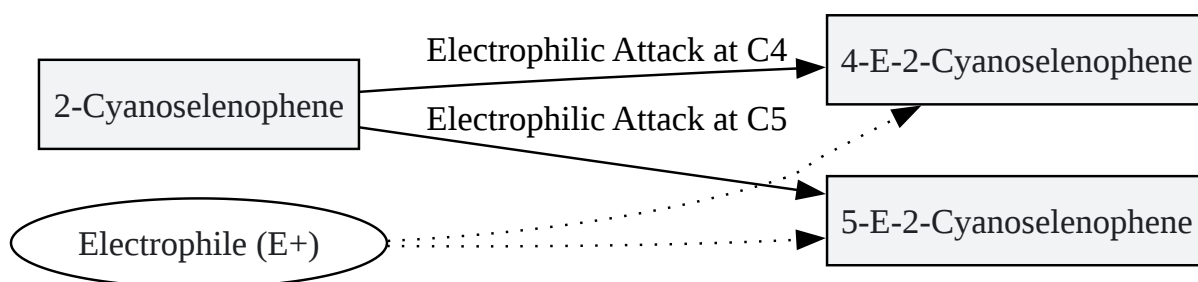 Electrophilic Attack at C4
4-E-2-Cyanoselenophene
2-Cyanoselenophene
Electrophilic Attack at C5
5-E-2-Cyanoselenophene
Electrophile (E+)